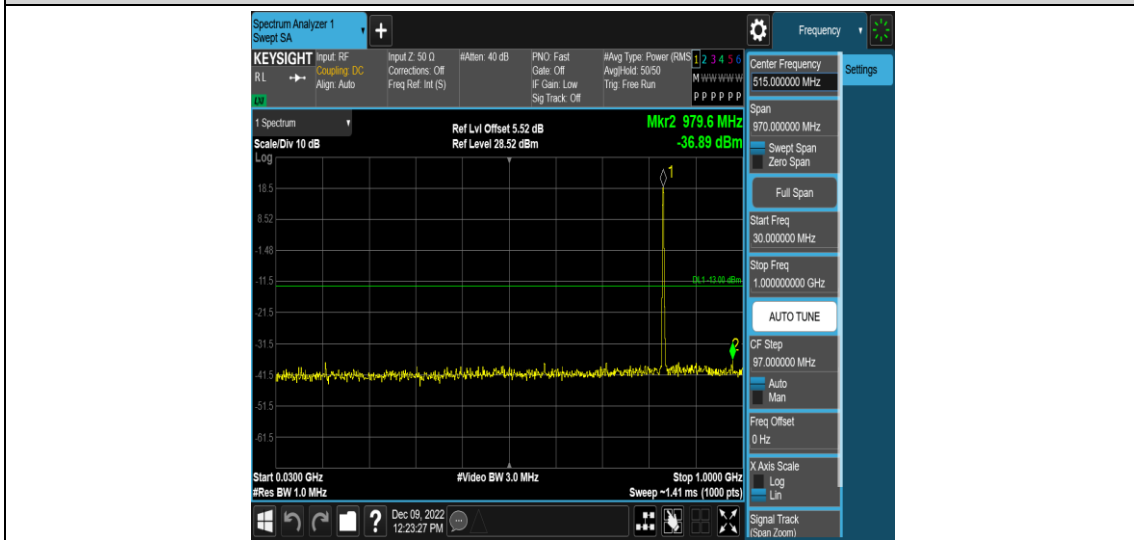 Spectrum Analyzer 1
Swept SA
Frequency
KEYSIGHT
RL
Input: RF
Coupling: DC
Align: Auto
Input Z: 50 Ω
Corrections: Off
Freq Ref: Int (S)
#Atten: 40 dB
PNO: Fast
Gate: Off
IF Gain: Low
Sig Track: Off
#Avg Type: Power (RMS
Avg|Hold: 50/50
Trig: Free Run
1 2 3 4 5 6
M W W W W W
P P P P P P
1 Spectrum
Scale/Div 10 dB
Ref Lvl Offset 5.52 dB
Ref Level 28.52 dBm
Mkr2 979.6 MHz
-36.89 dBm
Log
1
18.5
8.52
-1.48
-11.5
DL1 -13.00 dBm
-21.5
-31.5
2
-41.5
-51.5
-61.5
Start 0.0300 GHz
#Res BW 1.0 MHz
#Video BW 3.0 MHz
Stop 1.0000 GHz
Sweep ~1.41 ms (1000 pts)
?
Dec 09, 2022
12:23:27 PM
Center Frequency
515.000000 MHz
Settings
Span
970.000000 MHz
Swept Span
Zero Span
Full Span
Start Freq
30.000000 MHz
Stop Freq
1.000000000 GHz
AUTO TUNE
CF Step
97.000000 MHz
Auto
Man
Freq Offset
0 Hz
X Axis Scale
Log
Lin
Signal Track
(Span Zoom)